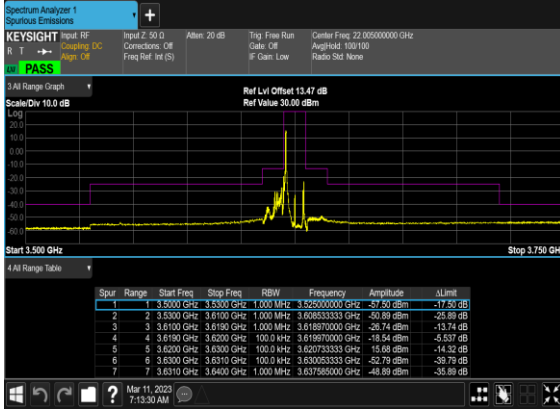 Spectrum Analyzer 1
Spurious Emissions
+
KEYSIGHT
R T
PASS
Input: RF
Coupling: DC
Align: Off
Input Z: 50 Ω
Corrections: Off
Freq Ref: Int (S)
Atten: 20 dB
Trig: Free Run
Gate: Off
IF Gain: Low
Center Freq: 22.005000000 GHz
Avg|Hold: 100/100
Radio Std: None
3 All Range Graph
Scale/Div 10.0 dB
Ref Lvl Offset 13.47 dB
Ref Value 30.00 dBm
Log
20.0
10.0
0.00
-10.0
-20.0
-30.0
-40.0
-50.0
-60.0
Start 3.500 GHz
Stop 3.750 GH
4 All Range Table
Spur Range Start Freq Stop Freq RBW Frequency Amplitude ΔLimit
1 1 3.5000 GHz 3.5300 GHz 1.000 MHz 3.525000000 GHz -57.50 dBm -17.50 dB
2 2 3.5300 GHz 3.6100 GHz 1.000 MHz 3.608533333 GHz -50.89 dBm -25.89 dB
3 3 3.6100 GHz 3.6190 GHz 1.000 MHz 3.618970000 GHz -26.74 dBm -13.74 dB
4 4 3.6190 GHz 3.6200 GHz 100.0 kHz 3.619970000 GHz -18.54 dBm -5.537 dB
5 5 3.6200 GHz 3.6300 GHz 100.0 kHz 3.620733333 GHz 15.68 dBm -14.32 dB
6 6 3.6300 GHz 3.6310 GHz 100.0 kHz 3.630053333 GHz -52.79 dBm -39.79 dB
7 7 3.6310 GHz 3.6400 GHz 1.000 MHz 3.637585000 GHz -48.89 dBm -35.89 dB
?
Mar 11, 2023
7:13:30 AM